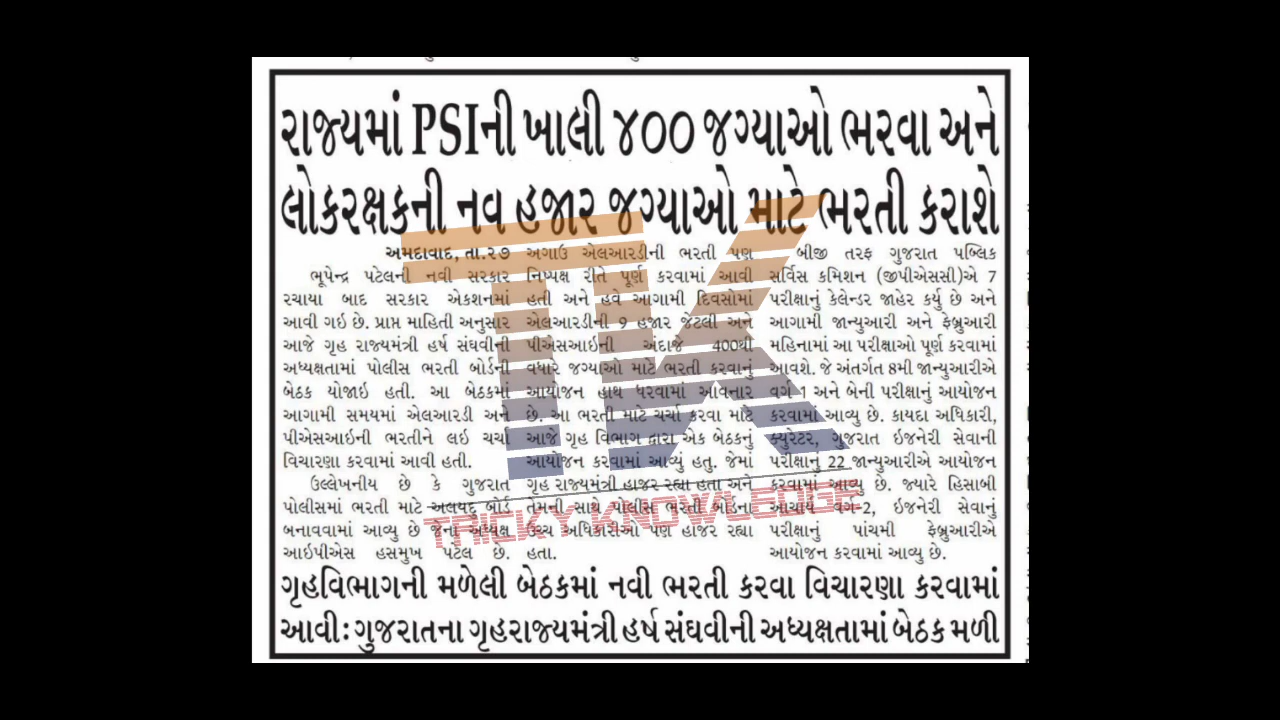 રાજ્યમાં PSIની ખાલી ૪૦૦ જગ્યાઓ ભરવા અને
લોકરક્ષકની નવ હજાર જગ્યાઓ માટે ભરતી કરાશે
અમદાવાદ, તા.૨૭
ભૂપેન્દ્ર પટેલની નવી સરકાર
રચાયા બાદ સરકાર એકશનમાં
આવી ગઇ છે. પ્રાપ્ત માહિતી અનુસાર
આજે ગૃહ રાજ્યમંત્રી હર્ષ સંઘવીની
અધ્યક્ષતામાં પોલીસ ભરતી બોર્ડની
બેઠક યોજાઇ હતી. આ બેઠકમાં
આગામી સમયમાં એલઆરડી અને
પીએસઆઇની ભરતીને લઇ ચર્ચા
વિચારણા કરવામાં આવી હતી.
ઉલ્લેખનીય છે કે ગુજરાત
પોલીસમાં ભરતી માટે અલાયદુ બોર્ડ
બનાવવામાં આવ્યુ છે જેના અધ્યક્ષ
આઇપીએસ હસમુખ પટેલ છે.
અગાઉ એલઆરડીની ભરતી પણ
નિષ્પક્ષ રીતે પૂર્ણ કરવામાં આવી
હતી અને હવે આગામી દિવસોમાં
એલઆરડીની 9 હજાર જેટલી અને
પીએસઆઇની અંદાજે 400થી
વધારે જગ્યાઓ માટે ભરતી કરવાનું
આયોજન હાથ ધરવામાં આવનાર
છે. આ ભરતી માટે ચર્ચા કરવા માટે
આજે ગૃહ વિભાગ દ્વારા એક બેઠકનું
આયોજન કરવામાં આવ્યું હતુ. જેમાં
ગૃહ રાજ્યમંત્રી હાજર રહ્યા હતા અને
તેમની સાથે પોલીસ ભરતી બોર્ડના
ઉચ્ચ અધિકારીઓ પણ હાજર રહ્યા
હતા.
બીજી તરફ ગુજરાત પબ્લિક
સર્વિસ કમિશન (જીપીએસસી)એ 7
પરીક્ષાનું કેલેન્ડર જાહેર કર્યુ છે અને
આગામી જાન્યુઆરી અને ફેબ્રુઆરી
મહિનામાં આ પરીક્ષાઓ પૂર્ણ કરવામાં
આવશે. જે અંતર્ગત 8મી જાન્યુઆરીએ
વર્ગ 1 અને બેની પરીક્ષાનું આયોજન
કરવામાં આવ્યુ છે. કાયદા અધિકારી,
ક્યુરેટર, ગુજરાત ઇજનેરી સેવાની
પરીક્ષાનું 22 જાન્યુઆરીએ આયોજન
કરવામાં આવ્યુ છે. જ્યારે હિસાબી
આચાર્ય વર્ગ-2, ઇજનેરી સેવાનું
પરીક્ષાનું પાંચમી ફેબ્રુઆરીએ
આયોજન કરવામાં આવ્યુ છે.
TK
TRICKY KNOWLEDGE
ગૃહવિભાગની મળેલી બેઠકમાં નવી ભરતી કરવા વિચારણા કરવામાં
આવી: ગુજરાતના ગૃહરાજ્યમંત્રી હર્ષ સંઘવીની અધ્યક્ષતામાં બેઠક મળી